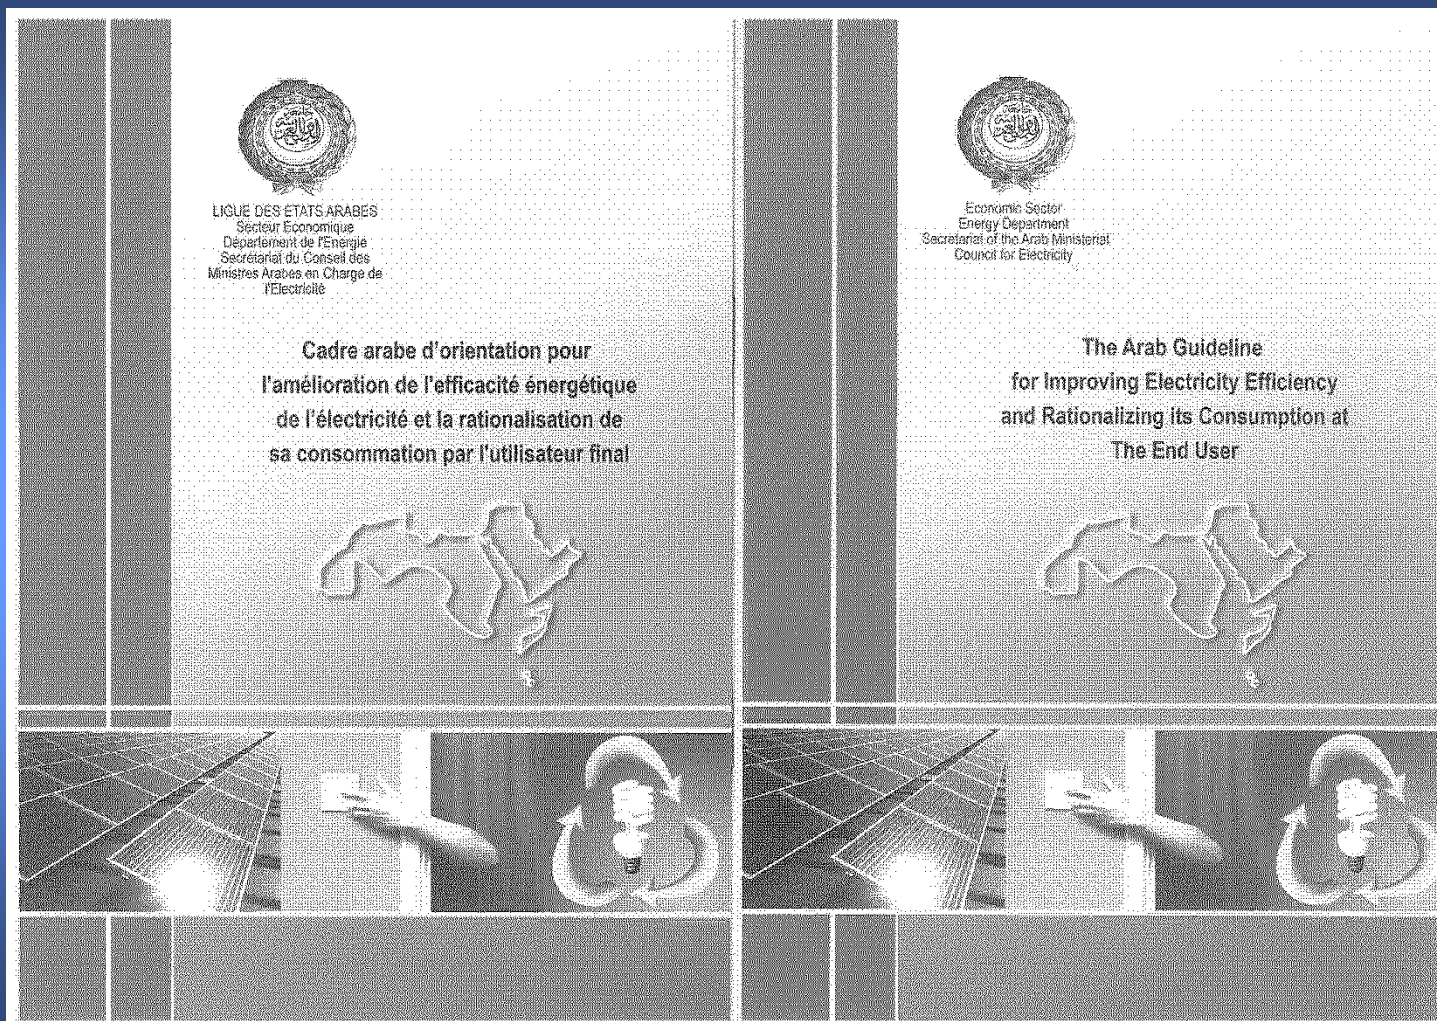 LIGUE DES ETATS ARABES
Secteur Economique
Département de l'Energie
Secrétariat du Conseil des
Ministres Arabes en Charge de
l'Electricité
Cadre arabe d'orientation pour
l'amélioration de l'efficacité énergétique
de l'électricité et la rationalisation de
sa consommation par l'utilisateur final
Economic Sector
Energy Department
Secretariat of the Arab Ministerial
Council for Electricity
The Arab Guideline
for Improving Electricity Efficiency
and Rationalizing its Consumption at
The End User